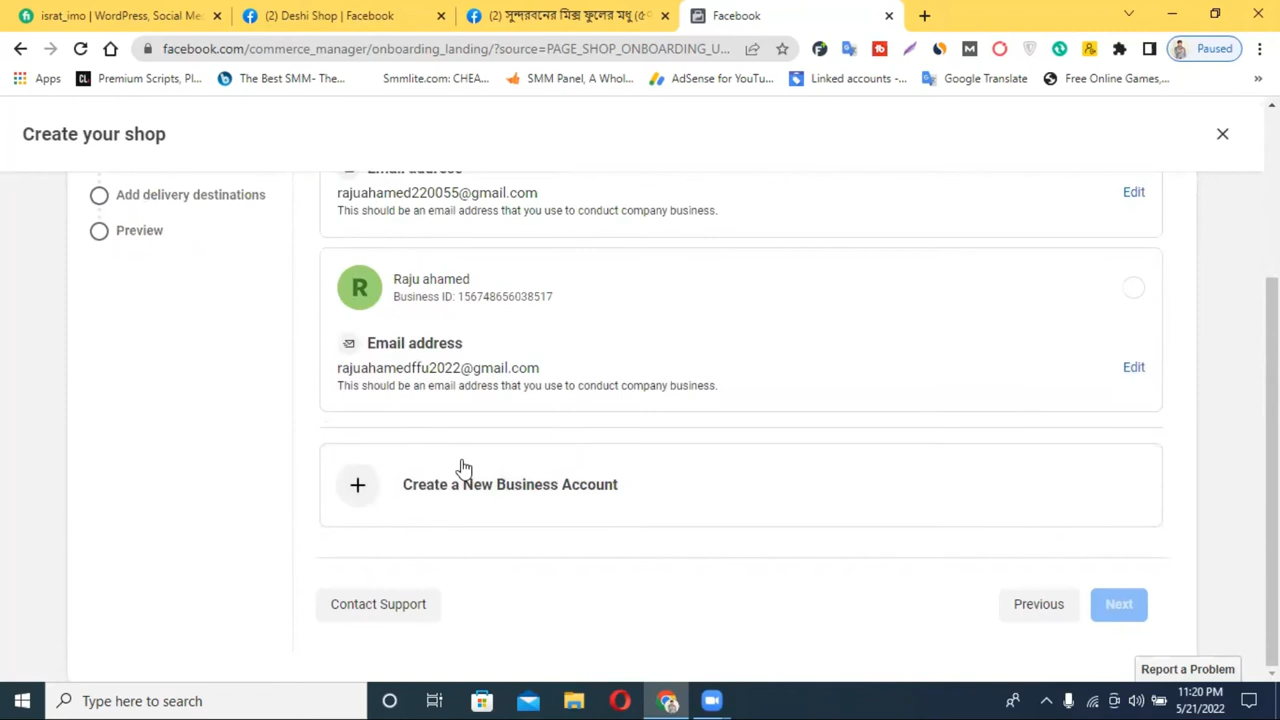 israt_imo | WordPress, Social Me
(2) Deshi Shop | Facebook
(2) সুন্দরবনের মিক্স ফুলের মধু (৫
Facebook
facebook.com/commerce_manager/onboarding_landing/?source=PAGE_SHOP_ONBOARDING_U...
Paused
Apps
Premium Scripts, Pl...
The Best SMM- The...
Smmlite.com: CHEA...
SMM Panel, A Whol...
AdSense for YouTu...
Linked accounts -...
Google Translate
Free Online Games,...
Create your shop
Email address
Add delivery destinations
rajuahamed220055@gmail.com
Edit
This should be an email address that you use to conduct company business.
Preview
R
Raju ahamed
Business ID: 156748656038517
Email address
rajuahamedffu2022@gmail.com
Edit
This should be an email address that you use to conduct company business.
Create a New Business Account
Contact Support
Previous
Next
Report a Problem
Type here to search
11:20 PM
5/21/2022